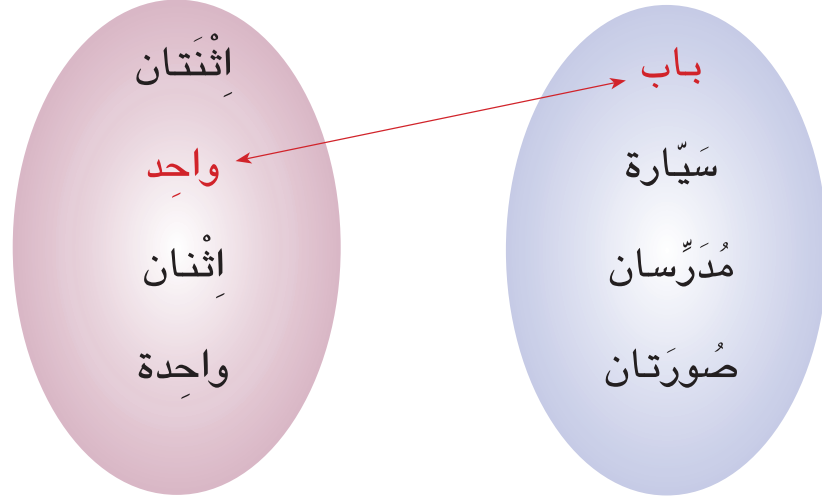 باب
سَيّارة
مُدَرِّسان
صُورَتان
اِثْنَتان
واحِد
اِثْنان
واحِدة